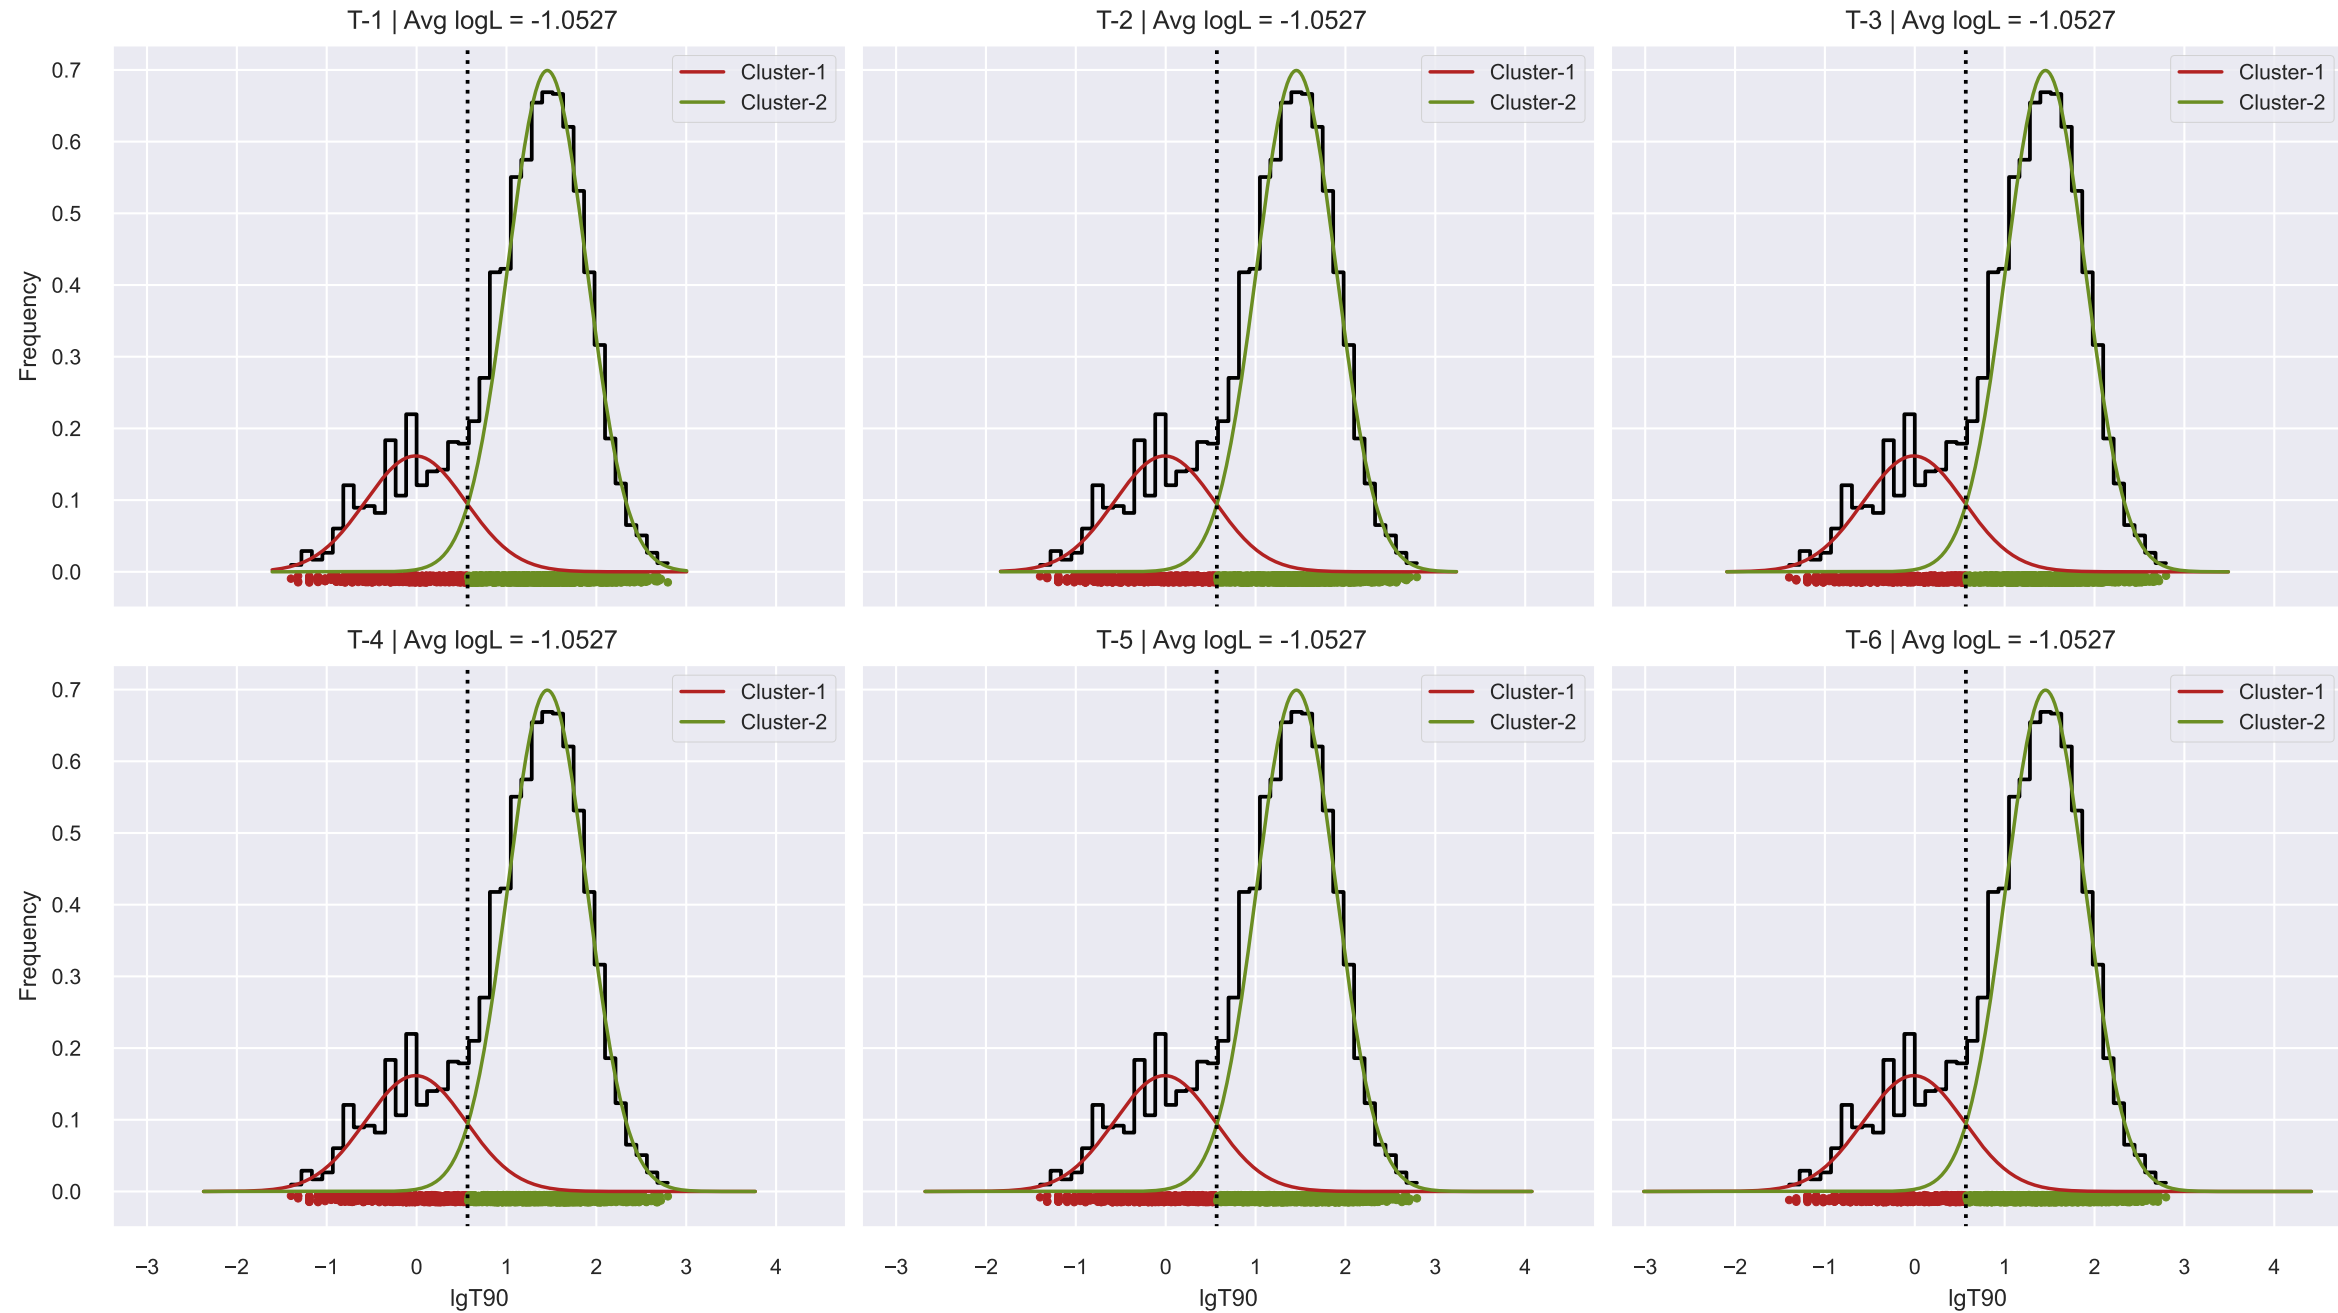 T-1 | Avg logL = -1.0527
T-2 | Avg logL = -1.0527
T-3 | Avg logL = -1.0527
Cluster-1
Cluster-2
Cluster-1
Cluster-2
Cluster-1
Cluster-2
Frequency
0.7
0.6
0.5
0.4
0.3
0.2
0.1
0.0
T-4 | Avg logL = -1.0527
T-5 | Avg logL = -1.0527
T-6 | Avg logL = -1.0527
Cluster-1
Cluster-2
Cluster-1
Cluster-2
Cluster-1
Cluster-2
Frequency
0.7
0.6
0.5
0.4
0.3
0.2
0.1
0.0
−3 −2 −1 0 1 2 3 4
−3 −2 −1 0 1 2 3 4
−3 −2 −1 0 1 2 3 4
lgT90
lgT90
lgT90